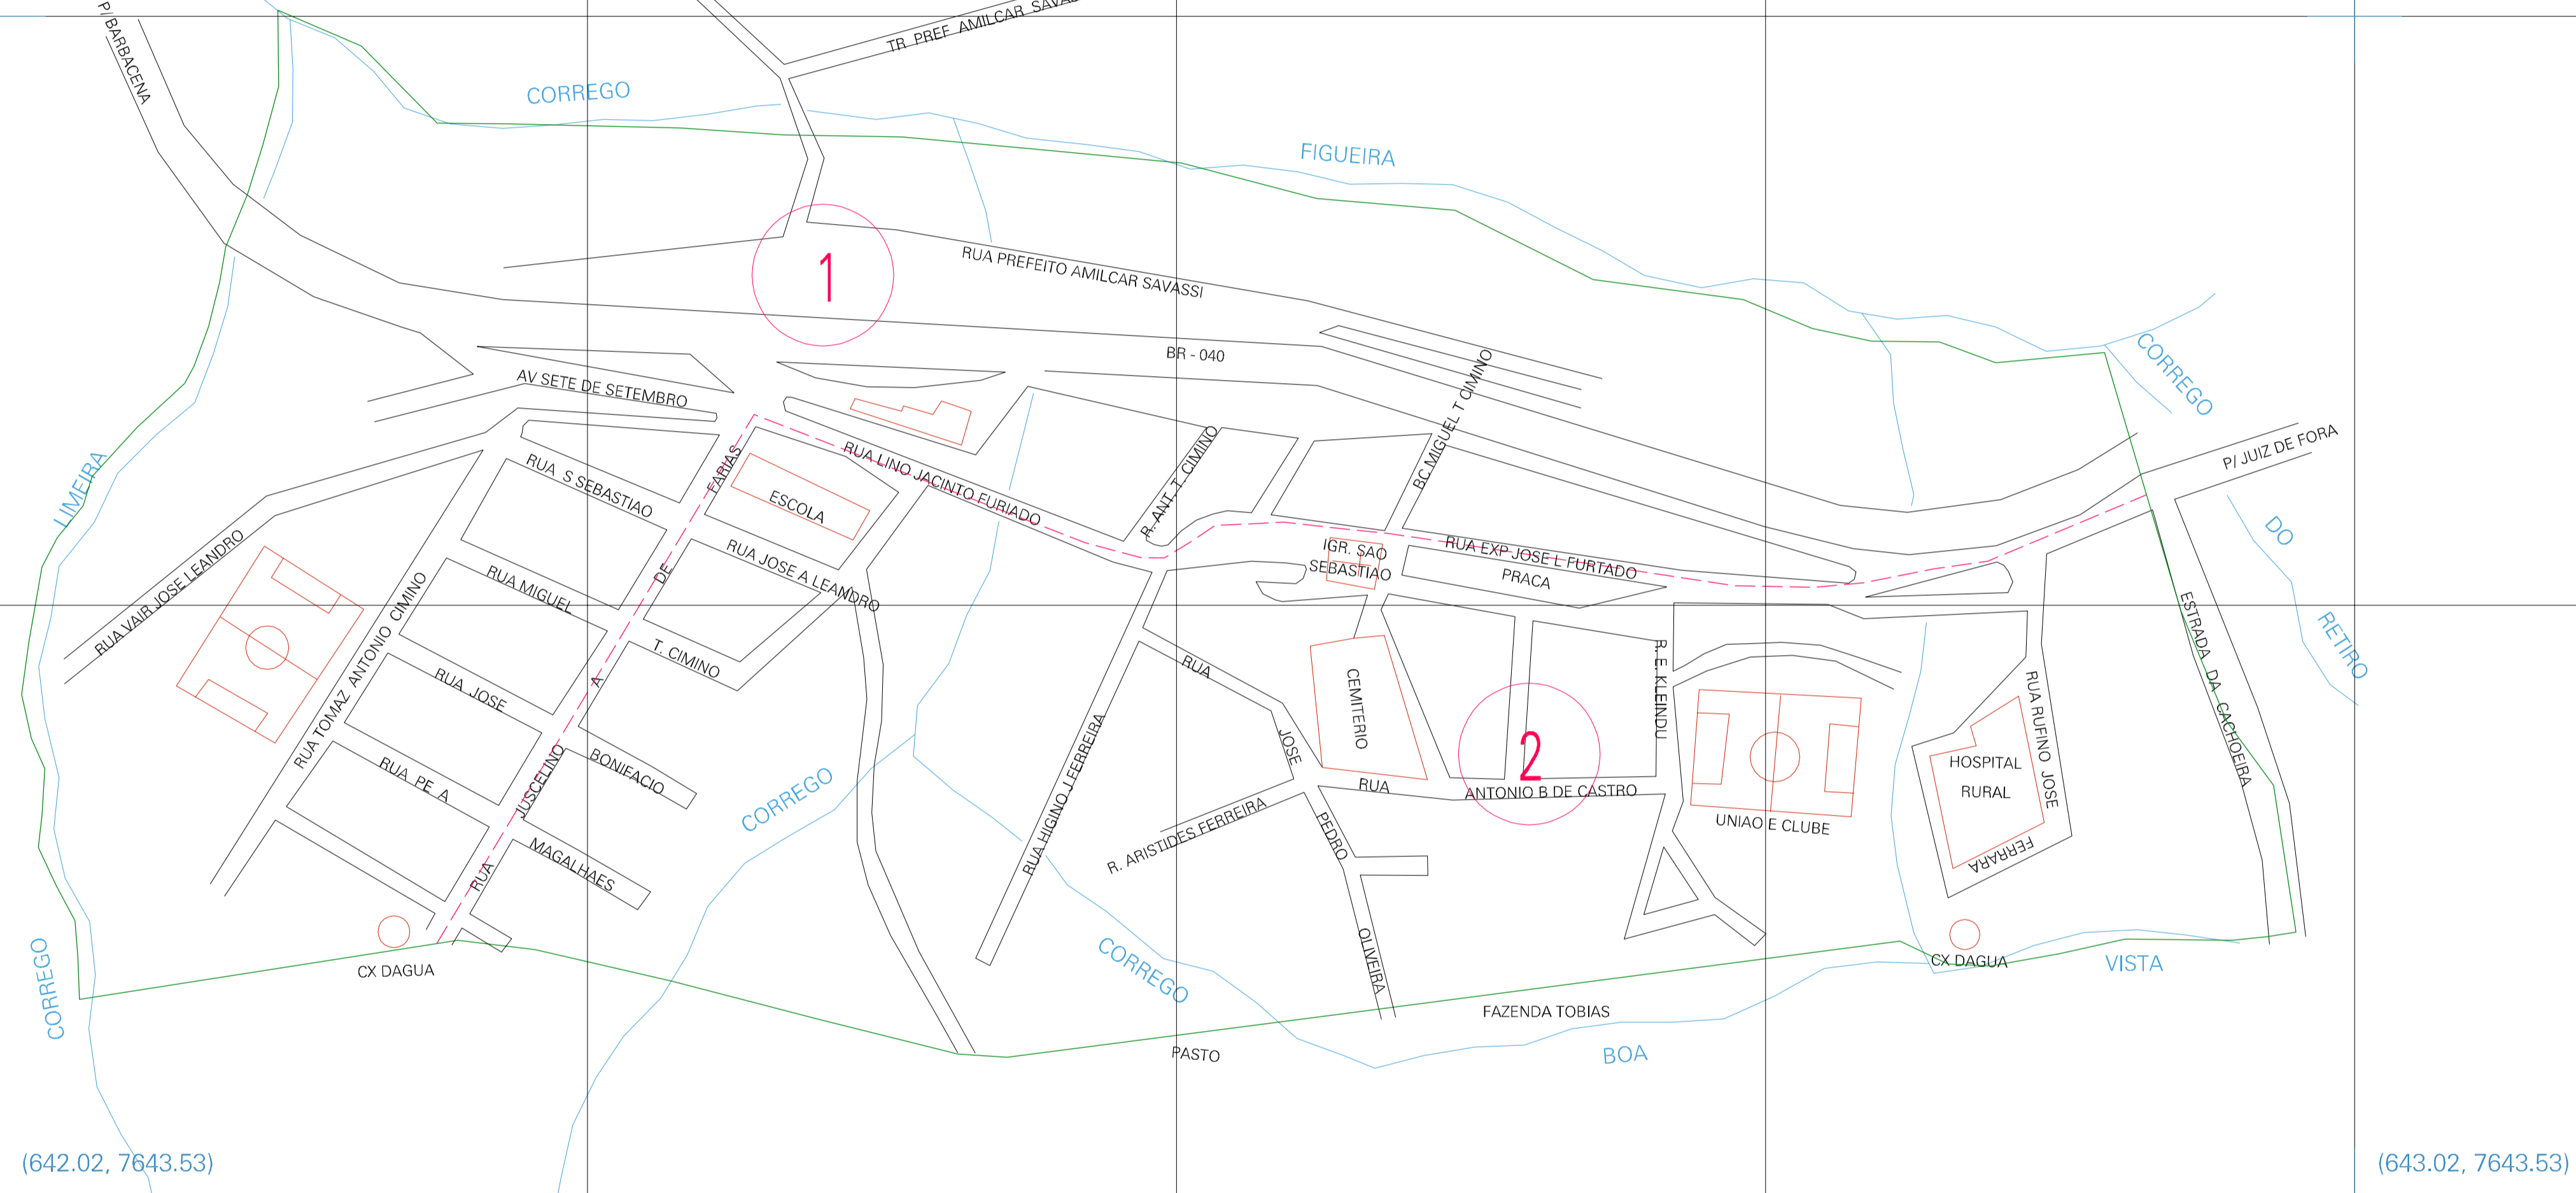 P/ BARBACENA
TR PREF AMILCAR
CORREGO
FIGUEIRA
1
RUA PREFEITO AMILCAR SAVASSI
BR - 040
AV SETE DE SETEMBRO
BC MIGUEL T CIMINO
CORREGO
DO
RETIRO
P/ JUIZ DE FORA
LIMEIRA
RUA S SEBASTIAO
FARIAS
DE
A
JUSCELINO
RUA
RUA LINO JACINTO FURIADO
ESCOLA
R. ANT. T. CIMINO
RUA VAIR JOSE LEANDRO
RUA JOSE A LEANDRO
IGR. SAO
SEBASTIAO
RUA EXP JOSE L FURTADO
PRACA
RUA TOMAZ ANTONIO CIMINO
RUA MIGUEL
T. CIMINO
RUA JOSE
BONIFACIO
RUA PE A
MAGALHAES
RUA HIGINO J FERREIRA
RUA
JOSE
PEDRO
OLIVEIRA
CEMITERIO
R. E. KLEINDU
ESTRADA DA CACHOEIRA
RUA RUFINO JOSE
FERRARA
HOSPITAL
RURAL
2
RUA
ANTONIO B DE CASTRO
R. ARISTIDES FERREIRA
UNIAO E CLUBE
CORREGO
CORREGO
CORREGO
CX DAGUA
CX DAGUA
VISTA
FAZENDA TOBIAS
PASTO
BOA
(642.02, 7643.53)
(643.02, 7643.53)